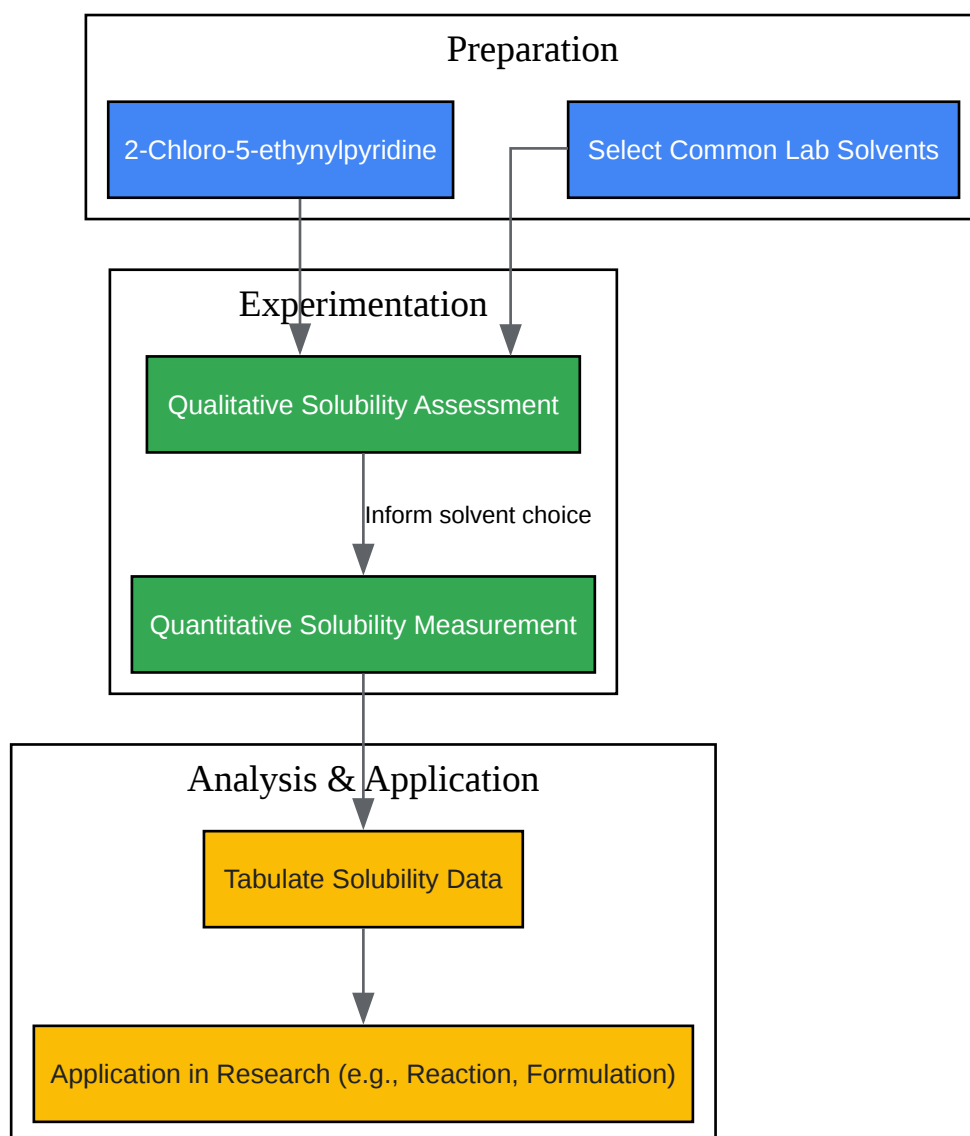 Preparation
2-Chloro-5-ethynylpyridine
Select Common Lab Solvents
Experimentation
Qualitative Solubility Assessment
Inform solvent choice
Quantitative Solubility Measurement
Analysis & Application
Tabulate Solubility Data
Application in Research (e.g., Reaction, Formulation)